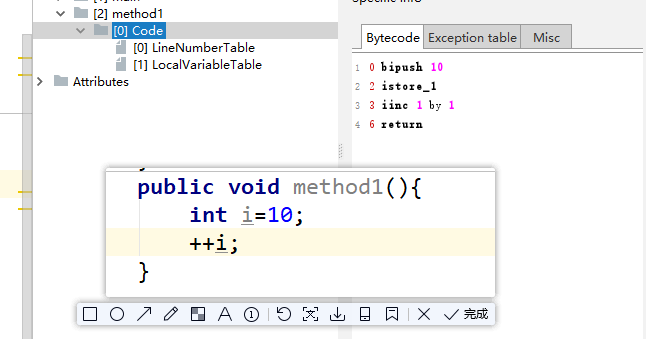 [2] method1
[0] Code
[0] LineNumberTable
[1] LocalVariableTable
Attributes
Bytecode Exception table Misc
1 0 bipush 10
2 2 istore_1
3 3 iinc 1 by 1
4 6 return
public void method1(){
int i=10;
++i;
}
A ① 完成